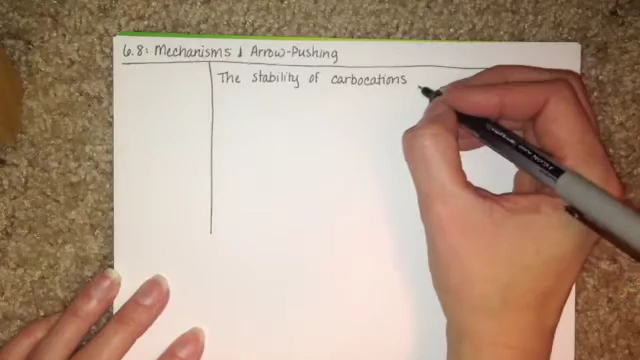 6.8: Mechanisms & Arrow-Pushing
The stability of carbocations